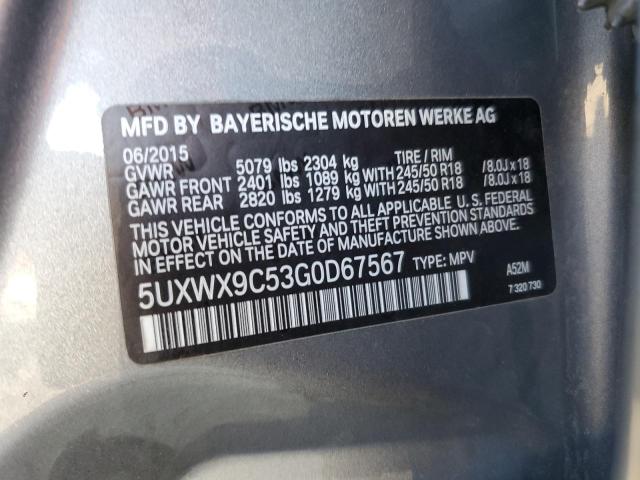 MFD BY BAYERISCHE MOTOREN WERKE AG
06/2015
GVWR 5079 lbs 2304 kg TIRE / RIM
GAWR FRONT 2401 lbs 1089 kg WITH 245/50 R18 /8.0J x 18
GAWR REAR 2820 lbs 1279 kg WITH 245/50 R18 /8.0J x 18
THIS VEHICLE CONFORMS TO ALL APPLICABLE U. S. FEDERAL
MOTOR VEHICLE SAFETY AND THEFT PREVENTION STANDARDS
IN EFFECT ON THE DATE OF MANUFACTURE SHOWN ABOVE.
5UXWX9C53G0D67567 TYPE: MPV A52M
7 320 730